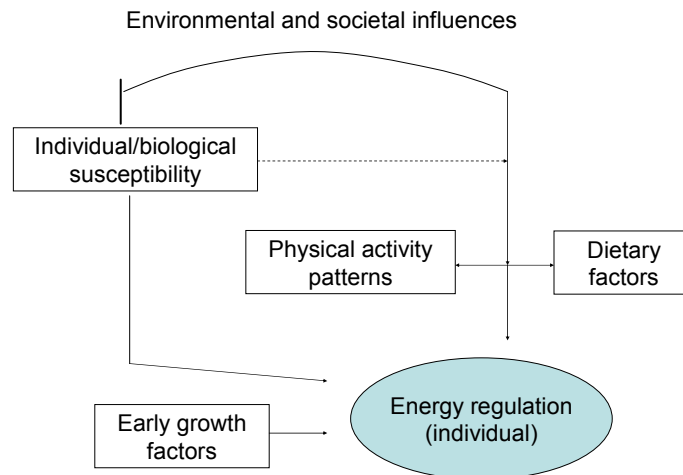 Environmental and societal influences
Individual/biological
susceptibility
Physical activity
patterns
Dietary
factors
Energy regulation
(individual)
Early growth
factors